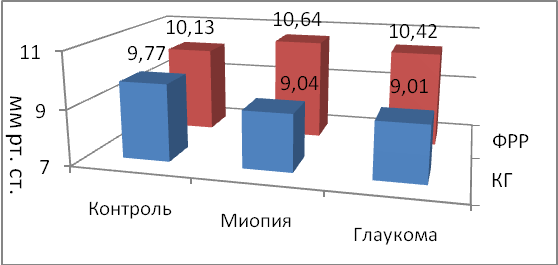 10,13
10,64
10,42
9,77
9,04
9,01
11
9
7
мм рт. ст.
ФРР
КГ
Контроль
Миопия
Глаукома